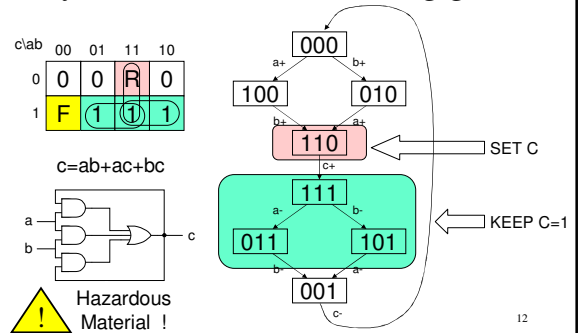 c\ab 00 01 11 10
0 0 0 R 0
1 F 1 1 1
c=ab+ac+bc
a
b
c
Hazardous
Material !
!
000
a+ b+
100 010
b+ a+
110
c+
111
a- b-
011 101
b- a-
001
c-
SET C
KEEP C=1
12